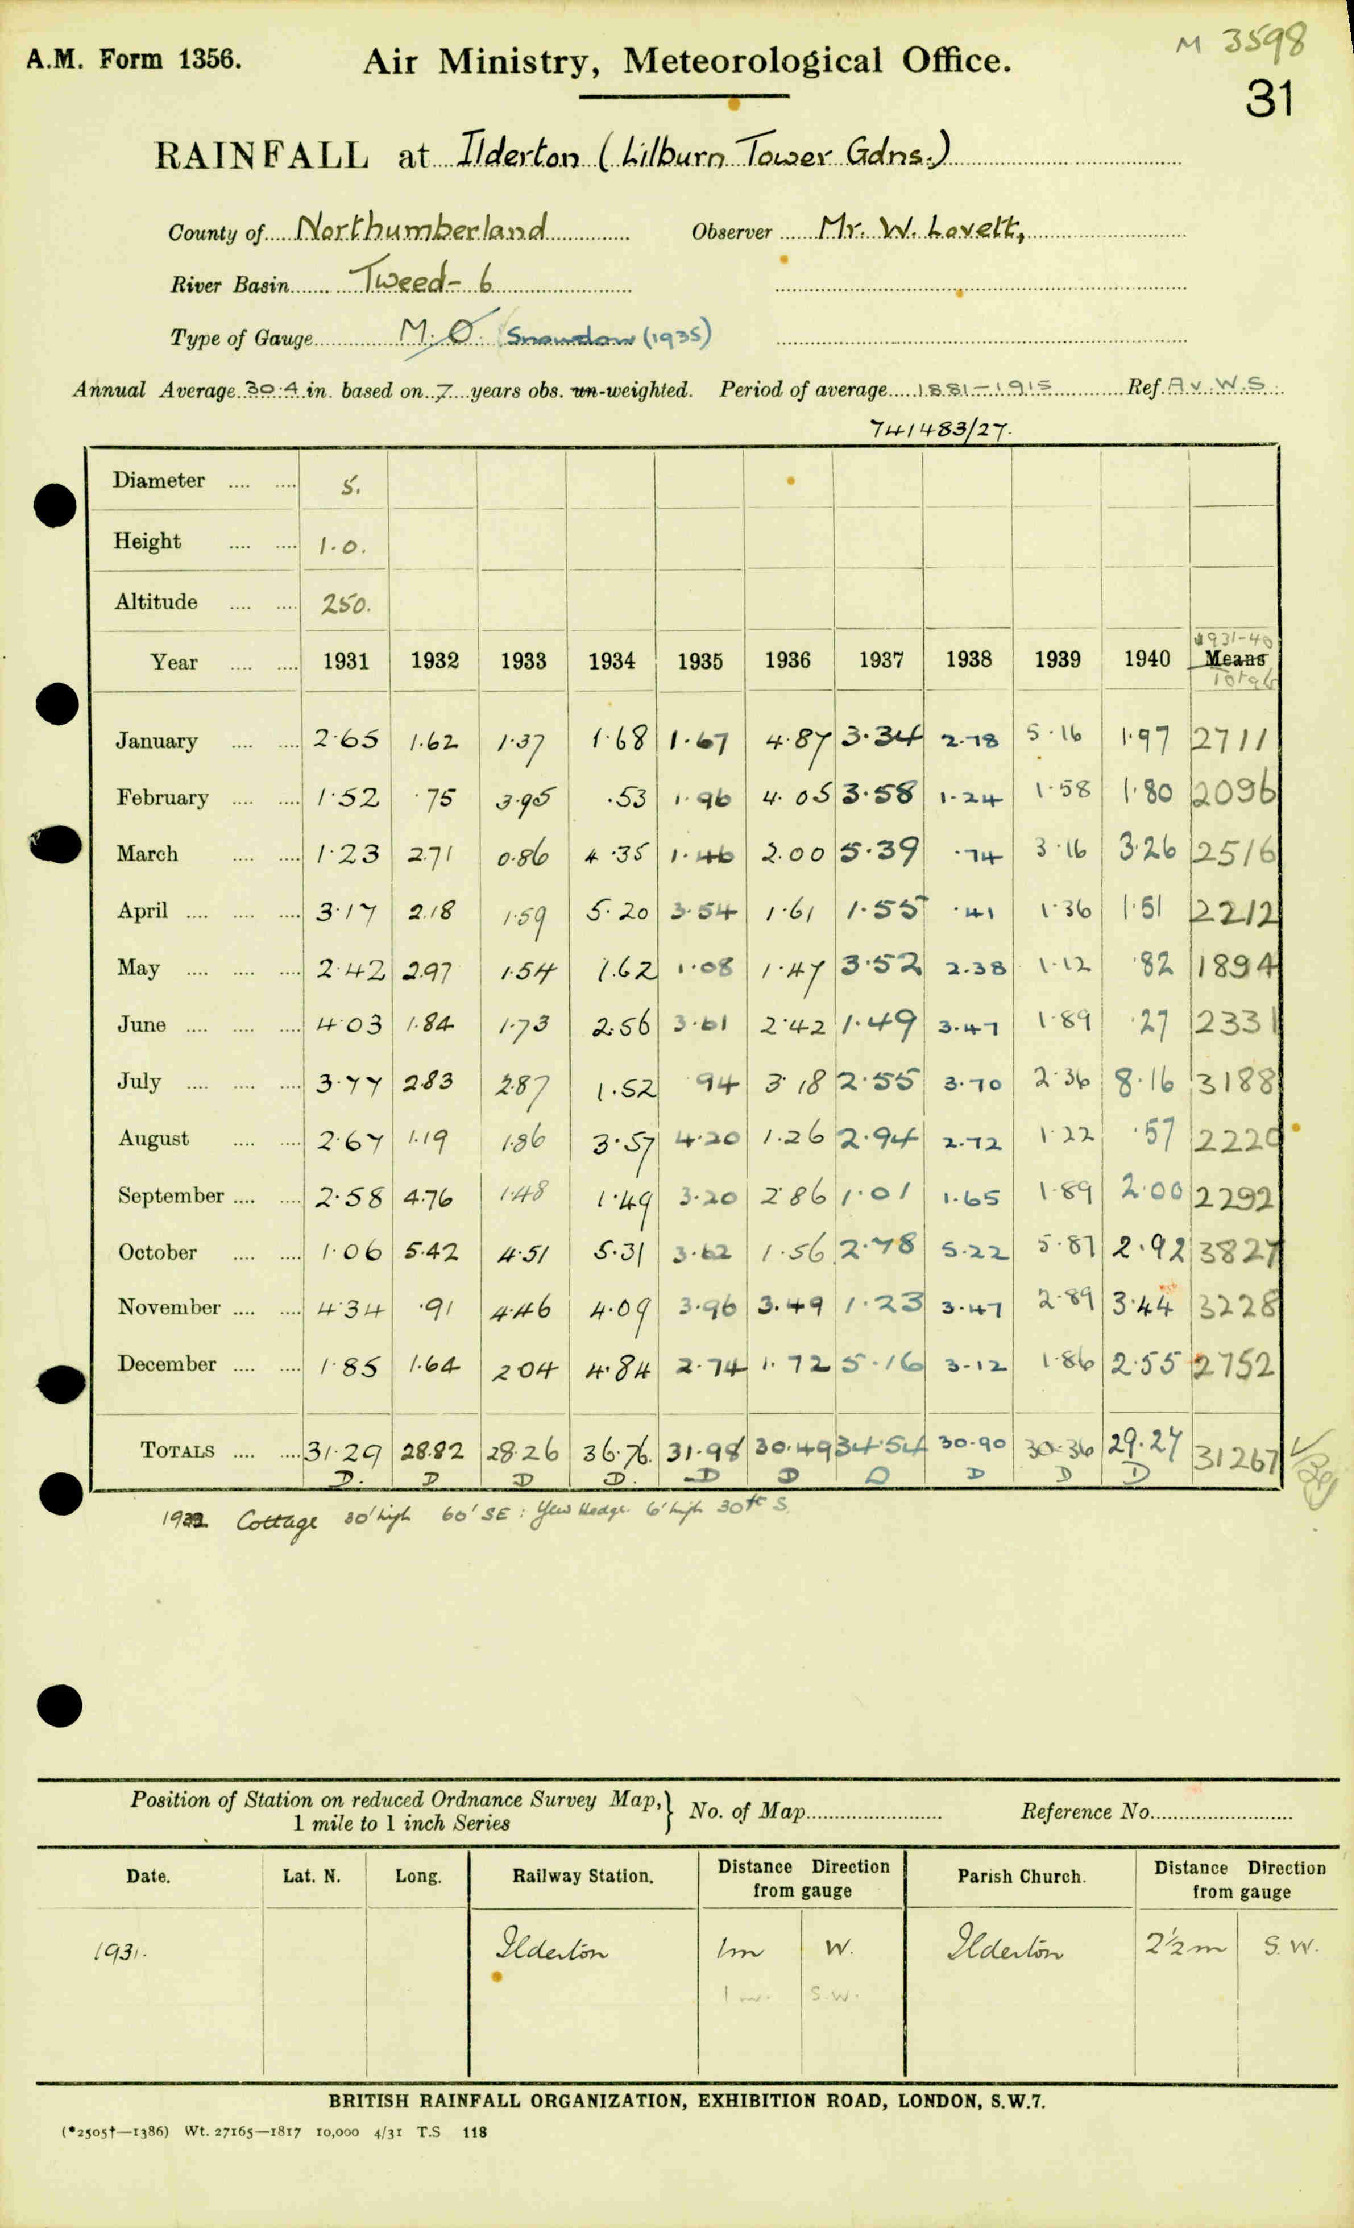 M 3598
A.M. Form 1356. Air Ministry, Meteorological Office.
31
RAINFALL at Ilderton (Lilburn Tower Gdns.)
County of Northumberland Observer Mr. W. Lovett,
River Basin Tweed - 6
Type of Gauge M.O. Snowdon (1935)
Annual Average 30.4 in. based on 7 years obs. un-weighted. Period of average 1881-1915 Ref. Av. W.S.
741483/27.
Diameter .... .... 5.
Height .... .... 1.0.
Altitude .... .... 250.
1931-40
Year .... .... 1931 1932 1933 1934 1935 1936 1937 1938 1939 1940 Means
Totals
January .... .... 2.65 1.62 1.37 1.68 1.67 4.87 3.34 2.78 5.16 1.97 2711
February .... .... 1.52 .75 3.95 .53 1.96 4.05 3.58 1.24 1.58 1.80 2096
March .... .... 1.23 2.71 0.86 4.35 1.46 2.00 5.39 .74 3.16 3.26 2516
April .... .... .... 3.17 2.18 1.59 5.20 3.54 1.61 1.55 .41 1.36 1.51 2212
May .... .... .... 2.42 2.97 1.54 1.62 1.08 1.47 3.52 2.38 1.12 .82 1894
June .... .... .... 4.03 1.84 1.73 2.56 3.61 2.42 1.49 3.47 1.89 .27 2331
July .... .... .... 3.77 2.83 2.87 1.52 .94 3.18 2.55 3.70 2.36 8.16 3188
August .... .... 2.67 1.19 1.86 3.57 4.20 1.26 2.94 2.72 1.22 .57 2220
September .... .... 2.58 4.76 1.48 1.49 3.20 2.86 1.01 1.65 1.89 2.00 2292
October .... .... 1.06 5.42 4.51 5.31 3.62 1.56 2.78 5.22 5.87 2.92 3827
November .... .... 4.34 .91 4.46 4.09 3.96 3.49 1.23 3.47 2.89 3.44 3228
December .... .... 1.85 1.64 2.04 4.84 2.74 1.72 5.16 3.12 1.86 2.55 2752
TOTALS .... .... 31.29 28.82 28.26 36.76. 31.98 30.49 34.54 30.90 30.36 29.27 31267
D. D D D. D D D D D D
Cottage 30' high 60' SE : Yew Hedge 6' high 30ft S.
Position of Station on reduced Ordnance Survey Map,} No. of Map Reference No.
1 mile to 1 inch Series
Date. Lat. N. Long. Railway Station. Distance Direction from gauge Parish Church. Distance Direction from gauge
1931. Ilderton 1m W. Ilderton 2½m S.W.
1m. S.W.
BRITISH RAINFALL ORGANIZATION, EXHIBITION ROAD, LONDON, S.W.7.
(*2505†—1386) Wt. 27165—1817 10,000 4/31 T.S 118